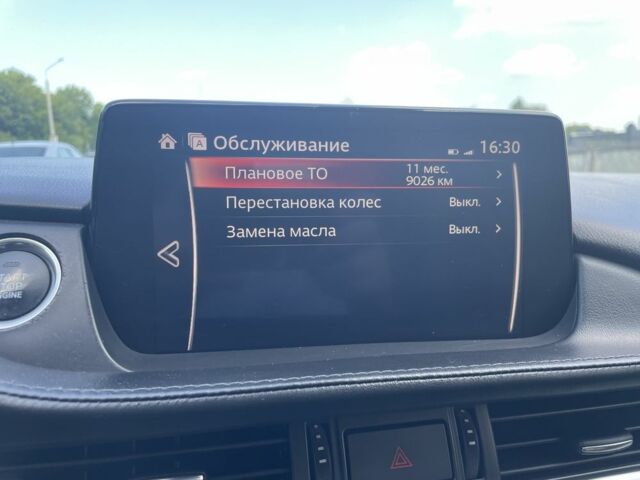 A Обслуживание 16:30
Плановое ТО 11 мес.
9026 км
Перестановка колес Выкл.
Замена масла Выкл.
START
STOP
ENGINE